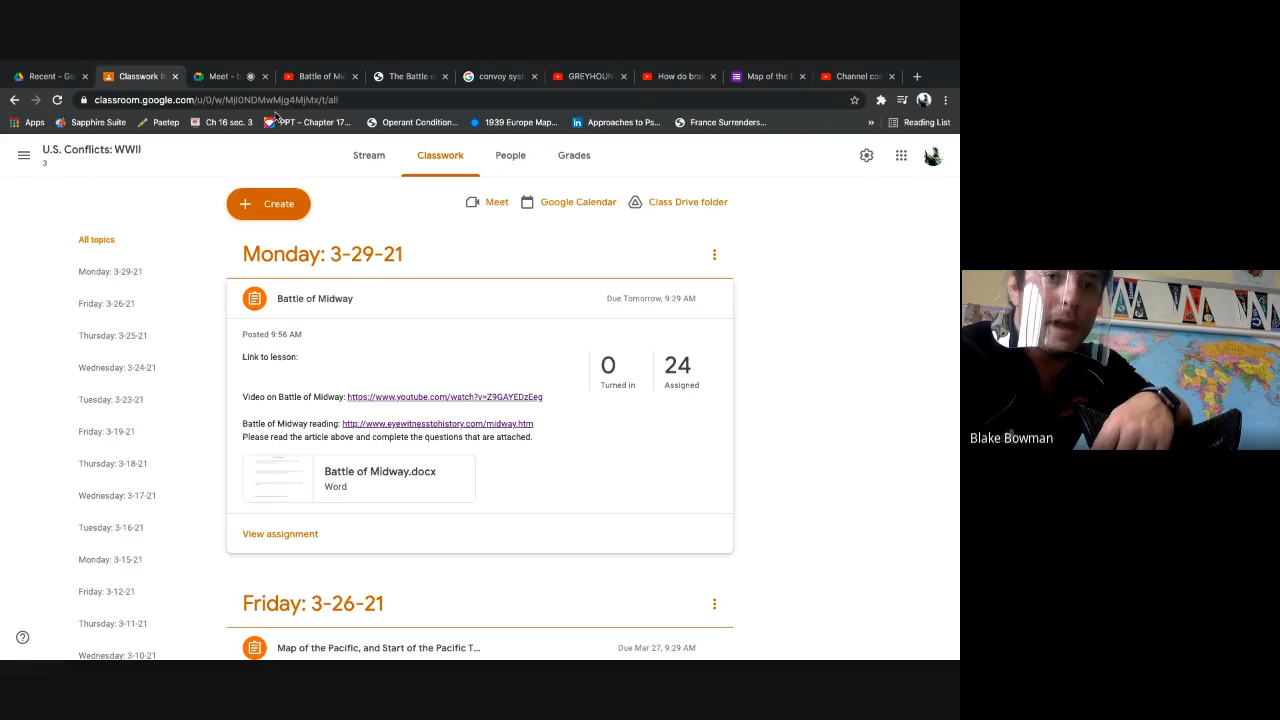 Recent - Go
Classwork fo
Meet - b
Battle of Mi
The Battle o
convoy syst
GREYHOUN
How do bra
Map of the P
Channel con
classroom.google.com/u/0/w/MjI0NDMwMjg4MjMx/t/all
Apps
Sapphire Suite
Paetep
Ch 16 sec. 3
PPT – Chapter 17...
Operant Condition...
1939 Europe Map...
Approaches to Ps...
France Surrenders...
»
Reading List
U.S. Conflicts: WWII
3
Stream
Classwork
People
Grades
Create
Meet
Google Calendar
Class Drive folder
All topics
Monday: 3-29-21
Friday: 3-26-21
Thursday: 3-25-21
Wednesday: 3-24-21
Tuesday: 3-23-21
Friday: 3-19-21
Thursday: 3-18-21
Wednesday: 3-17-21
Tuesday: 3-16-21
Monday: 3-15-21
Friday: 3-12-21
Thursday: 3-11-21
Wednesday: 3-10-21
Monday: 3-29-21
Battle of Midway
Due Tomorrow, 9:29 AM
Posted 9:56 AM
Link to lesson:
0
Turned in
24
Assigned
Video on Battle of Midway: https://www.youtube.com/watch?v=Z9GAYEDzEeg
Battle of Midway reading: http://www.eyewitnesstohistory.com/midway.htm
Please read the article above and complete the questions that are attached.
Battle of Midway.docx
Word
View assignment
Friday: 3-26-21
Map of the Pacific, and Start of the Pacific T...
Due Mar 27, 9:29 AM
Blake Bowman